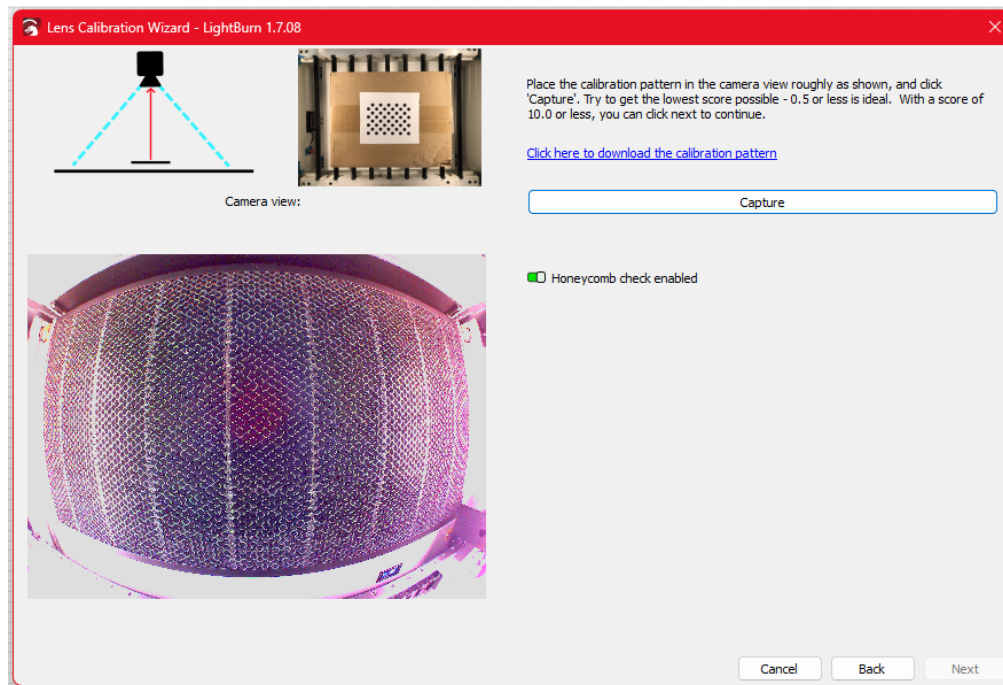 Lens Calibration Wizard - LightBurn 1.7.08
Place the calibration pattern in the camera view roughly as shown, and click
'Capture'. Try to get the lowest score possible - 0.5 or less is ideal.  With a score of
10.0 or less, you can click next to continue.
Click here to download the calibration pattern
Camera view:
Capture
Honeycomb check enabled
Cancel
Back
Next